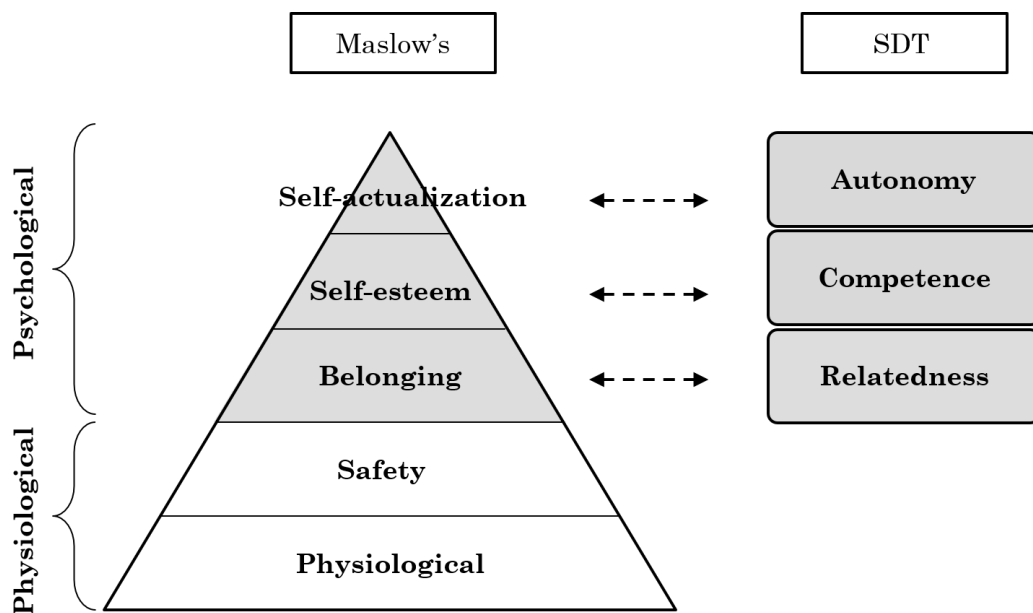 Maslow's
SDT
Psychological
Self-actualization
Autonomy
Self-esteem
Competence
Belonging
Relatedness
Physiological
Safety
Physiological